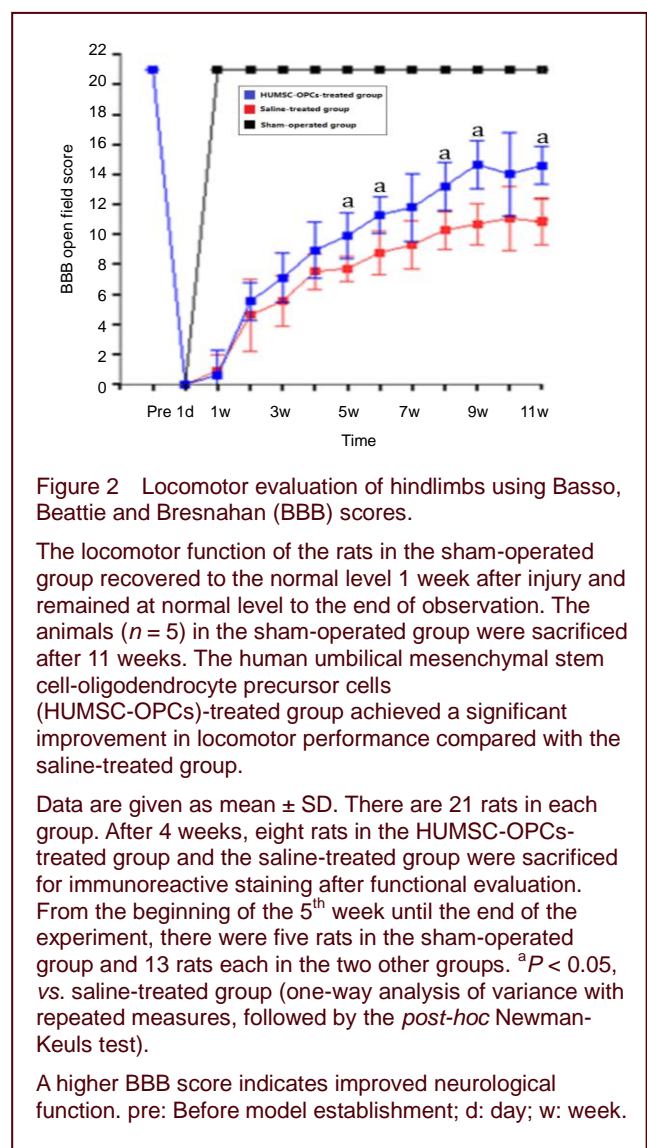 22
20
18
16
14
12
10
8
6
4
2
0
BBB open field score
HUMSC-OPCs-treated group
Saline-treated group
Sham-operated group
a a a a a
Pre 1d 1w 3w 5w 7w 9w 11w
Time
Figure 2 Locomotor evaluation of hindlimbs using Basso,
Beattie and Bresnahan (BBB) scores.
The locomotor function of the rats in the sham-operated
group recovered to the normal level 1 week after injury and
remained at normal level to the end of observation. The
animals (n = 5) in the sham-operated group were sacrificed
after 11 weeks. The human umbilical mesenchymal stem
cell-oligodendrocyte precursor cells
(HUMSC-OPCs)-treated group achieved a significant
improvement in locomotor performance compared with the
saline-treated group.
Data are given as mean ± SD. There are 21 rats in each
group. After 4 weeks, eight rats in the HUMSC-OPCs-
treated group and the saline-treated group were sacrificed
for immunoreactive staining after functional evaluation.
From the beginning of the 5th week until the end of the
experiment, there were five rats in the sham-operated
group and 13 rats each in the two other groups. aP < 0.05,
vs. saline-treated group (one-way analysis of variance with
repeated measures, followed by the post-hoc Newman-
Keuls test).
A higher BBB score indicates improved neurological
function. pre: Before model establishment; d: day; w: week.